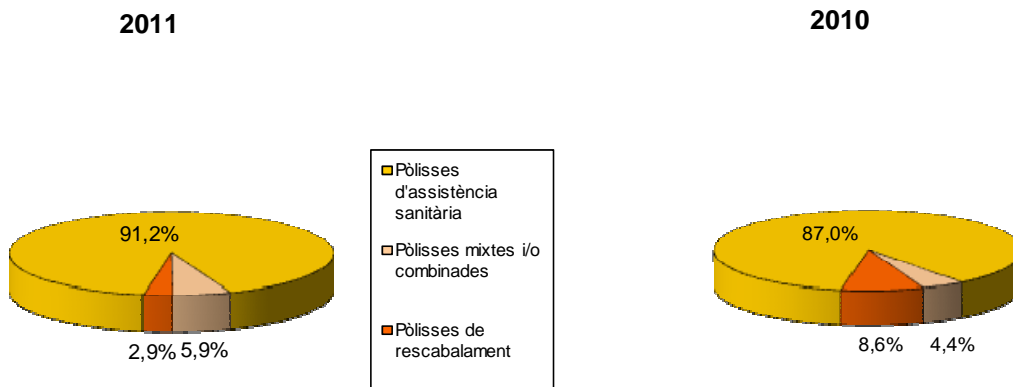 2011
2010
Pòlisses
d'assistència
sanitària
Pòlisses mixtes i/o
combinades
Pòlisses de
rescabalament
91,2%
2,9%
5,9%
87,0%
8,6%
4,4%